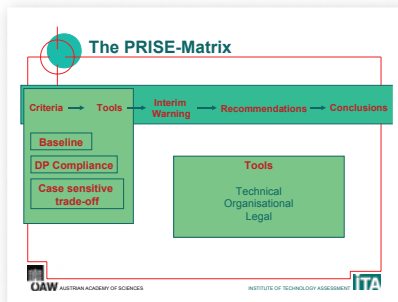 The PRISE-Matrix
Criteria Tools Interim Warning Recommendations Conclusions
Baseline
DP Compliance
Case sensitive
trade-off
Tools
Technical
Organisational
Legal
ÖAW AUSTRIAN ACADEMY OF SCIENCES
INSTITUTE OF TECHNOLOGY ASSESSMENT ITA